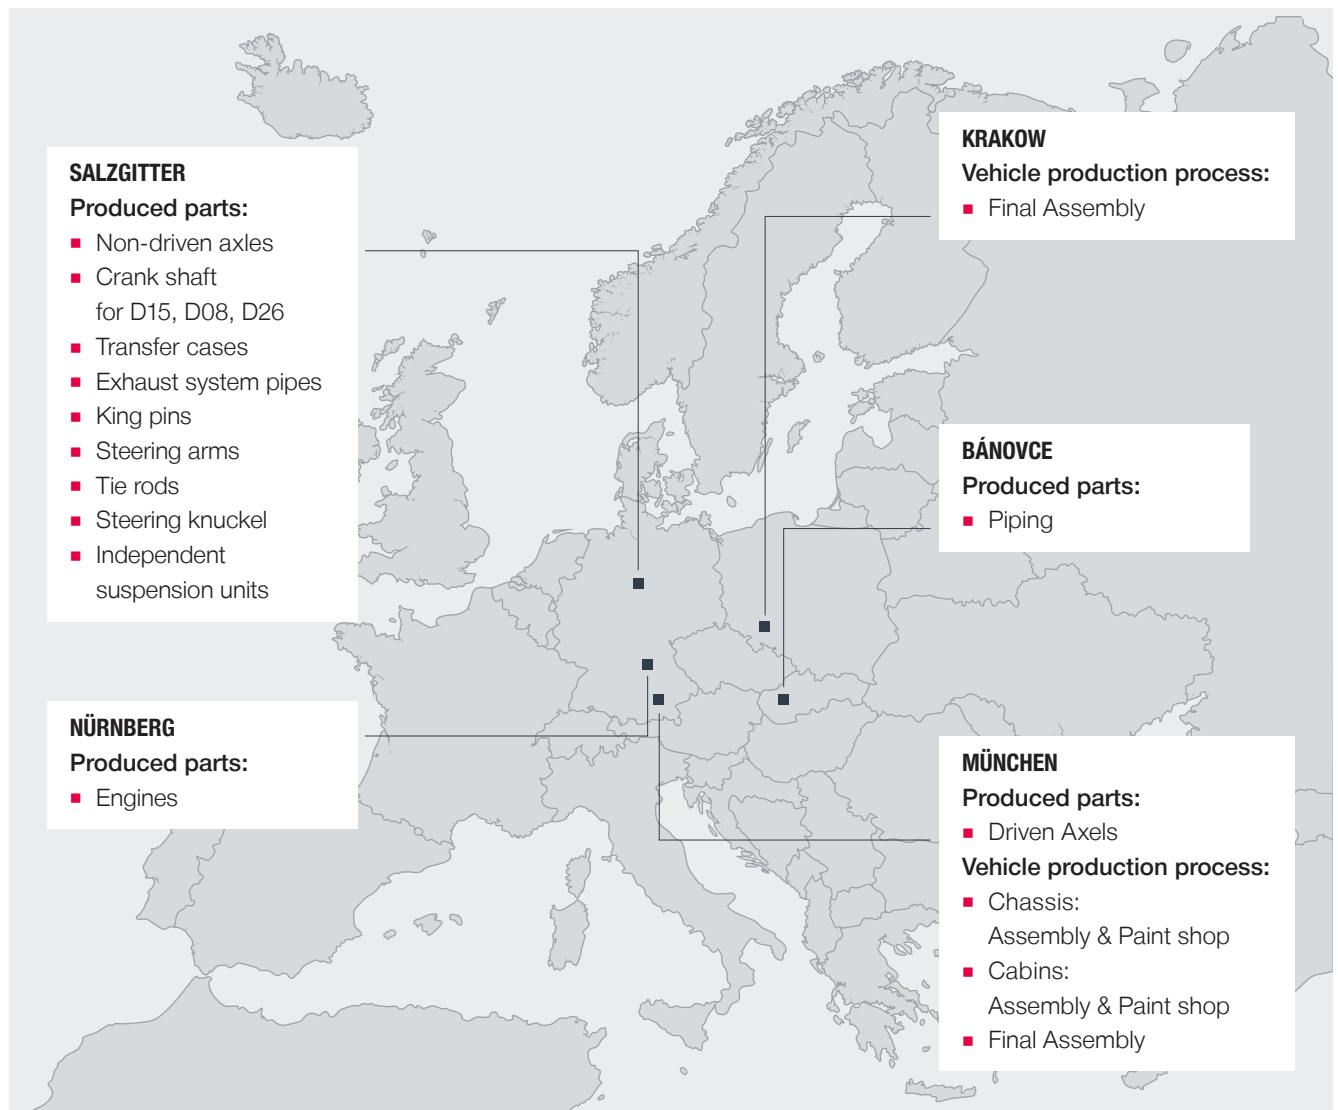 SALZGITTER
Produced parts:
Non-driven axles
Crank shaft
for D15, D08, D26
Transfer cases
Exhaust system pipes
King pins
Steering arms
Tie rods
Steering knuckel
Independent
suspension units
NÜRNBERG
Produced parts:
Engines
KRAKOW
Vehicle production process:
Final Assembly
BÁNOVCE
Produced parts:
Piping
MÜNCHEN
Produced parts:
Driven Axels
Vehicle production process:
Chassis:
Assembly & Paint shop
Cabins:
Assembly & Paint shop
Final Assembly